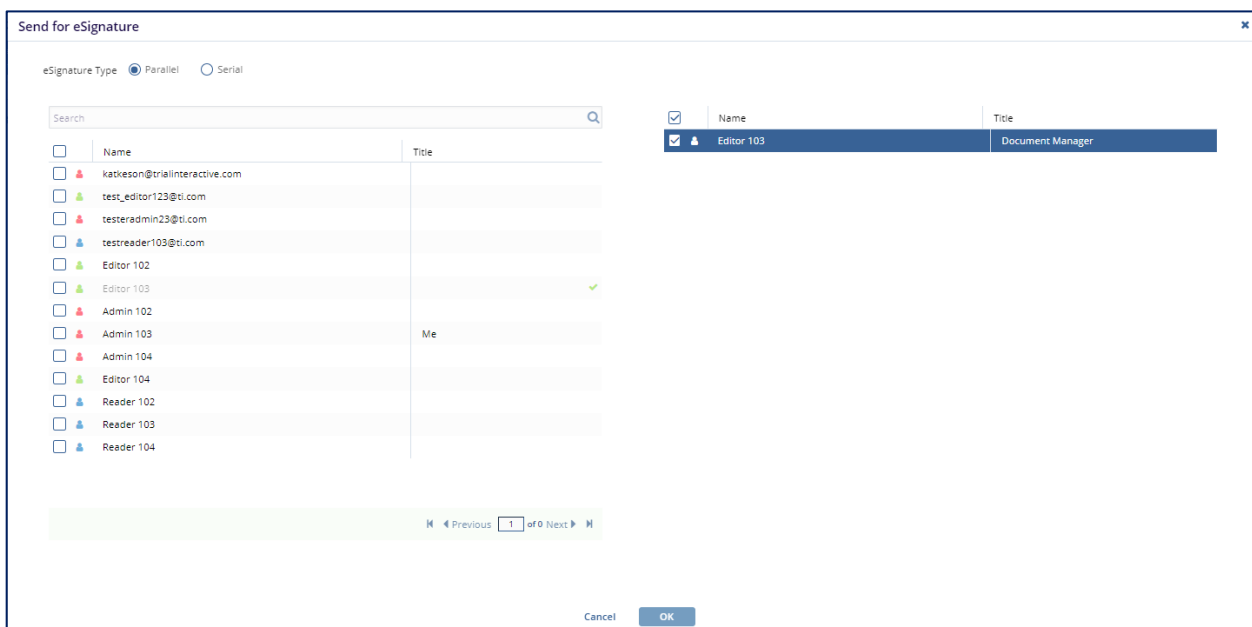 Send for eSignature
eSignature Type Parallel Serial
Search
Name Title
katkeson@trialinteractive.com
test_editor123@ti.com
testeradmin23@ti.com
testreader103@ti.com
Editor 102
Editor 103
Admin 102
Admin 103 Me
Admin 104
Editor 104
Reader 102
Reader 103
Reader 104
Previous 1 of 0 Next
Name Title
Editor 103 Document Manager
Cancel OK